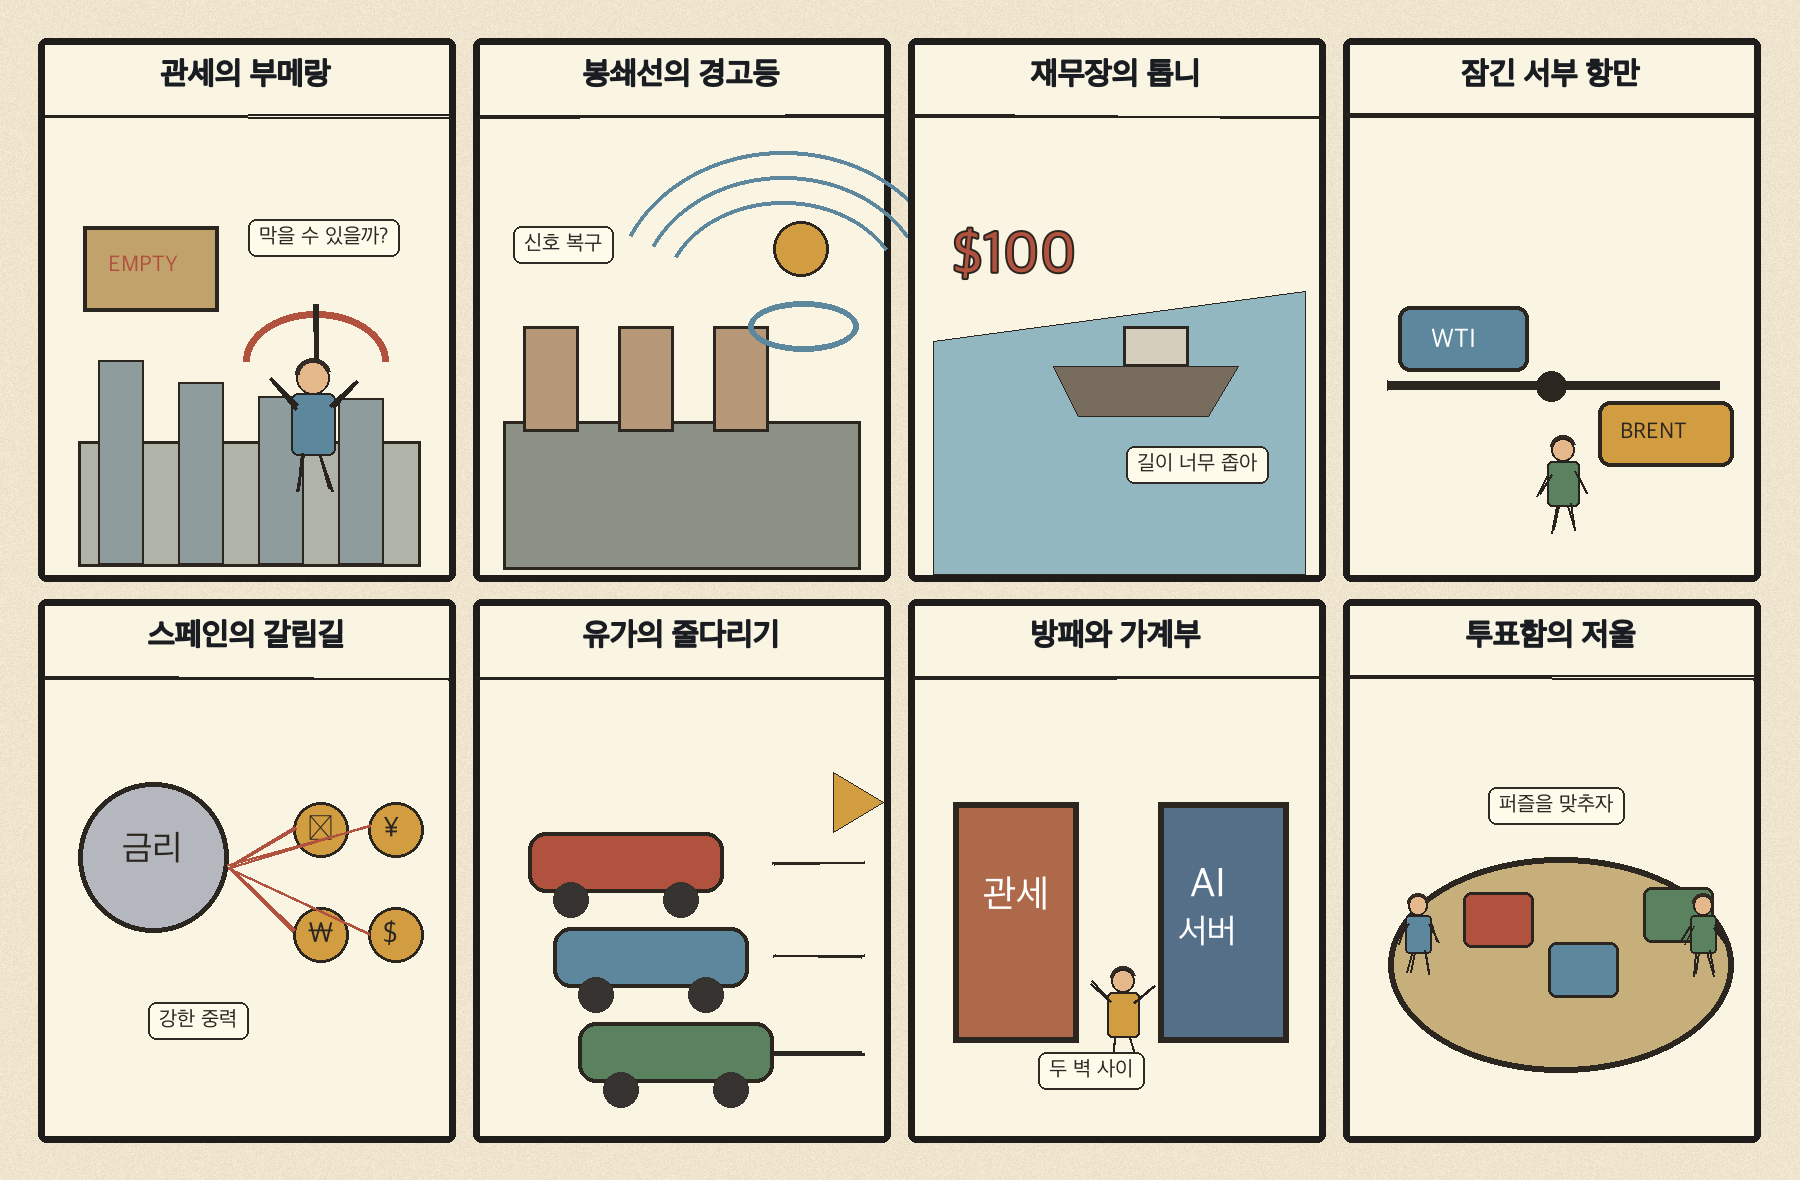 관세의 부메랑
막을 수 있을까?
EMPTY
봉쇄선의 경고등
신호 복구
재무장의 톱니
$100
길이 너무 좁아
잠긴 서부 항만
WTI
BRENT
스페인의 갈림길
금리
¥
₩
$
강한 중력
유가의 줄다리기
방패와 가계부
관세
AI
서버
두 벽 사이
투표함의 저울
퍼즐을 맞추자